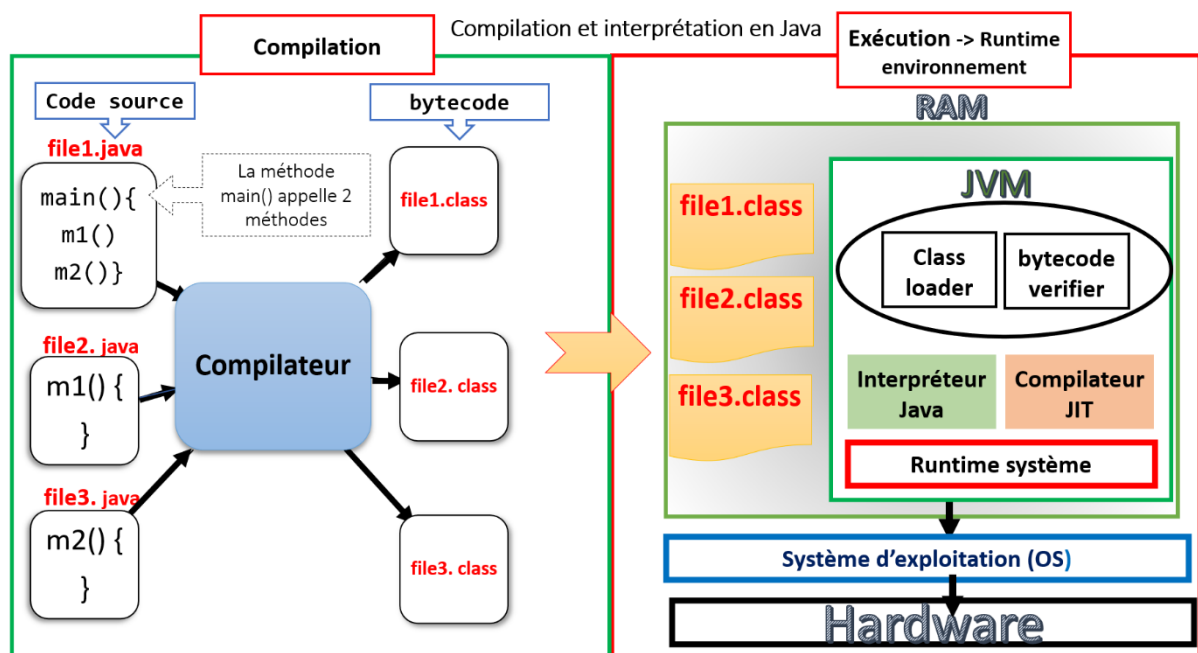 Compilation et interprétation en Java
Compilation
Code source
bytecode
file1.java
main(){
m1()
m2()}
La méthode
main() appelle 2
méthodes
file1.class
file2. java
m1() {
}
Compilateur
file2. class
file3. java
m2() {
}
file3. class
Exécution -> Runtime
environnement
RAM
file1.class
file2.class
file3.class
JVM
Class
loader
bytecode
verifier
Interpréteur
Java
Compilateur
JIT
Runtime système
Système d’exploitation (OS)
Hardware